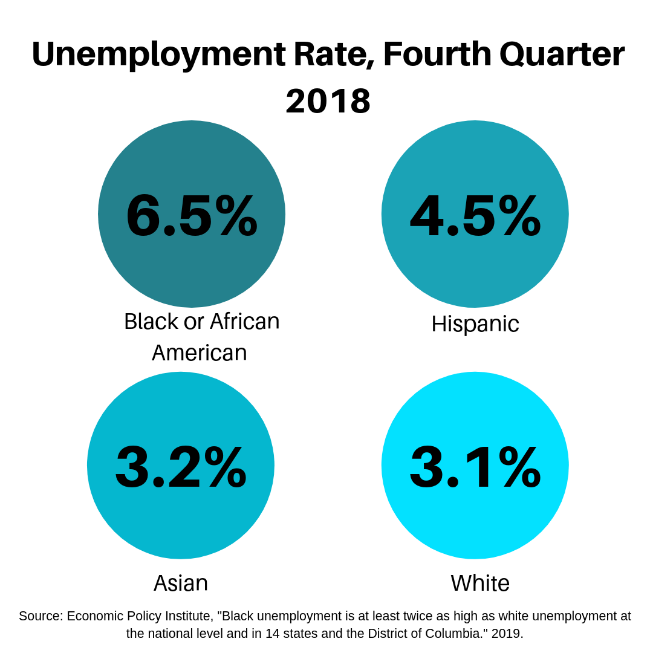 Unemployment Rate, Fourth Quarter
2018
6.5%
4.5%
Black or African
American
Hispanic
3.2%
3.1%
Asian
White
Source: Economic Policy Institute, "Black unemployment is at least twice as high as white unemployment at
the national level and in 14 states and the District of Columbia." 2019.